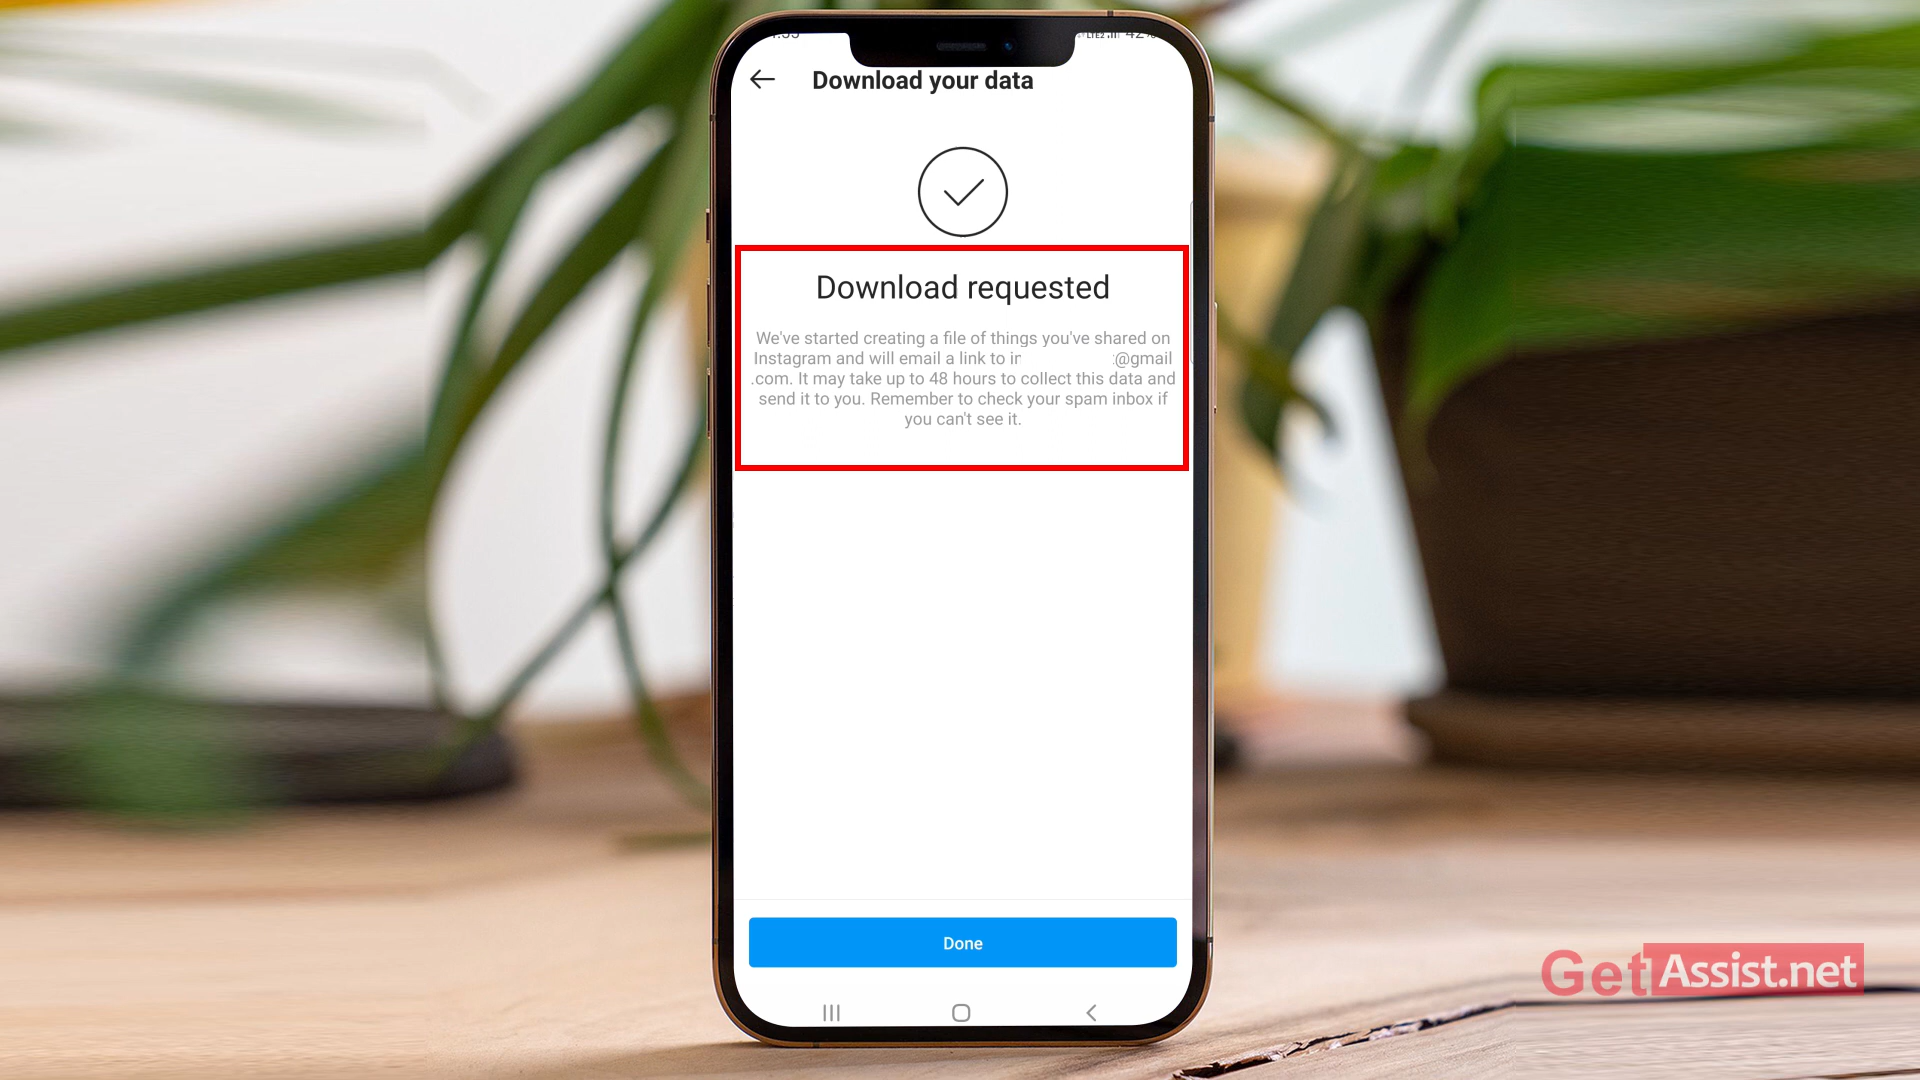 Download your data
Download requested
We've started creating a file of things you've shared on
Instagram and will email a link to in @gmail
.com. It may take up to 48 hours to collect this data and
send it to you. Remember to check your spam inbox if
you can't see it.
Done
GetAssist.net